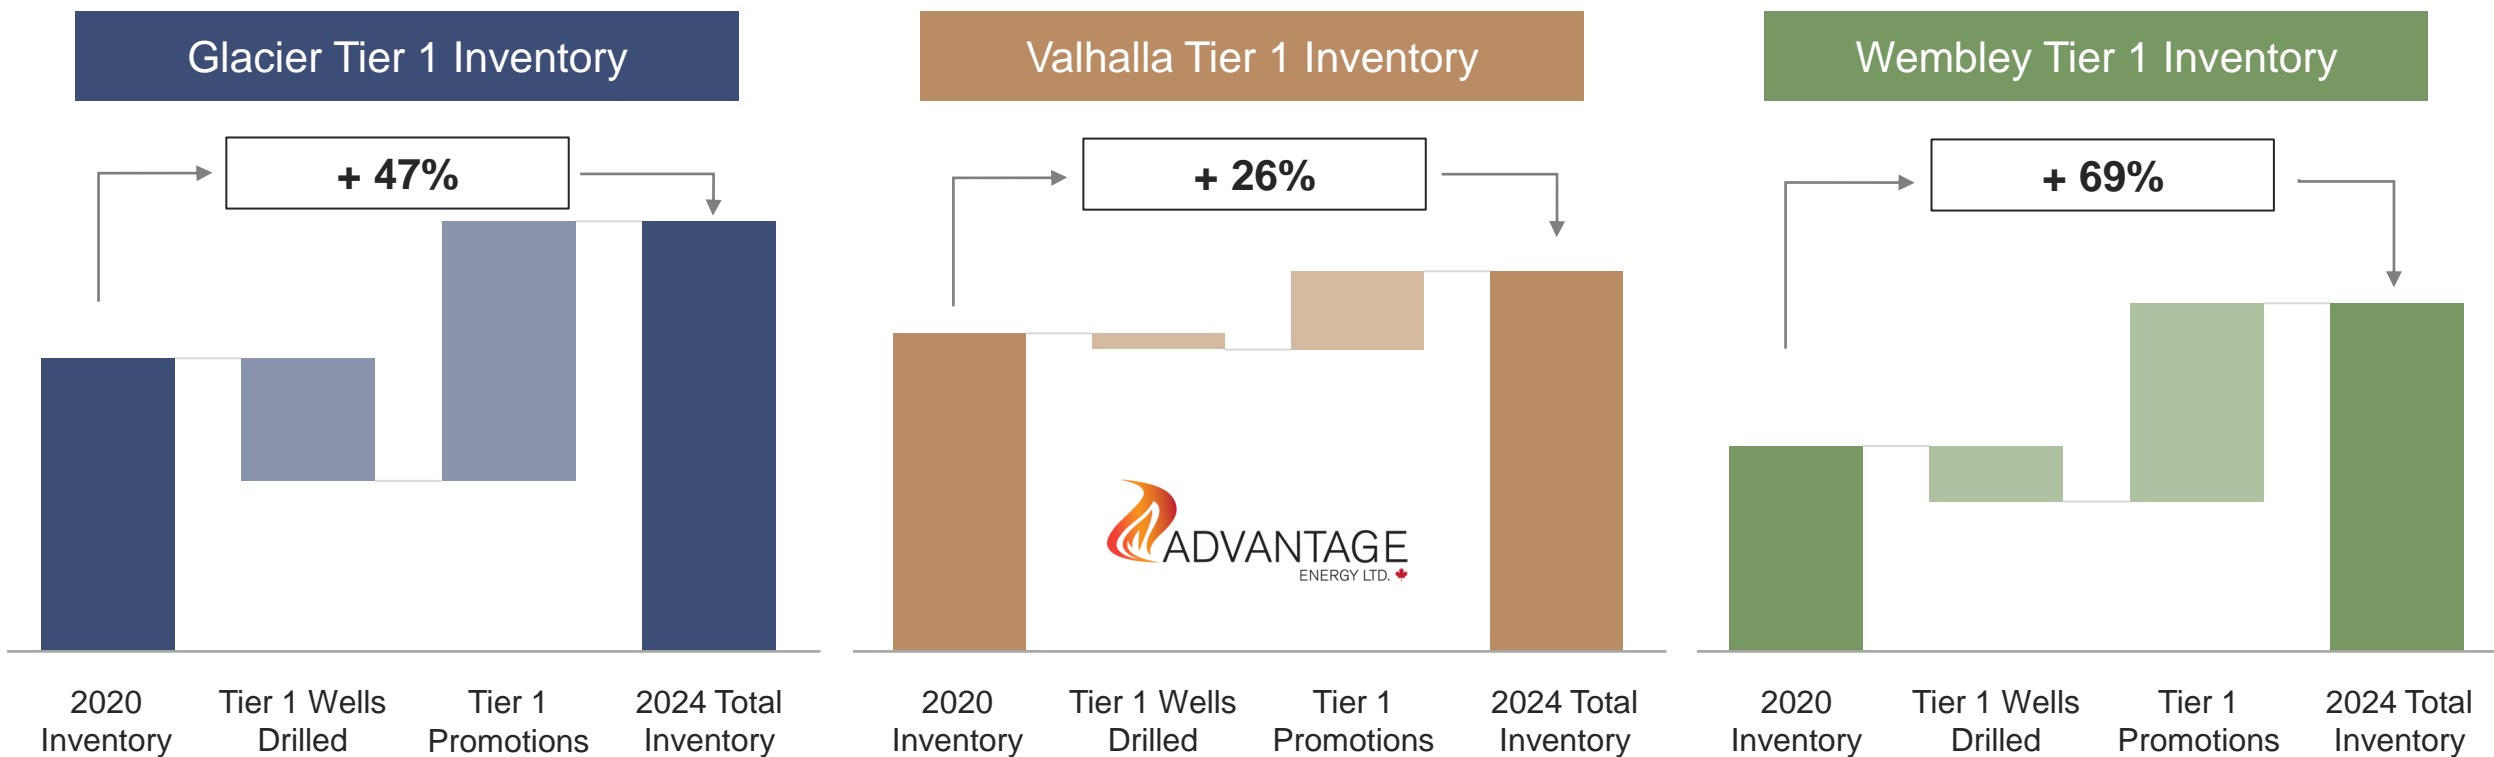 Glacier Tier 1 Inventory
Valhalla Tier 1 Inventory
Wembley Tier 1 Inventory
+ 47%
+ 26%
+ 69%
ADVANTAGE
ENERGY LTD.
2020
Inventory
Tier 1 Wells
Drilled
Tier 1
Promotions
2024 Total
Inventory
2020
Inventory
Tier 1 Wells
Drilled
Tier 1
Promotions
2024 Total
Inventory
2020
Inventory
Tier 1 Wells
Drilled
Tier 1
Promotions
2024 Total
Inventory